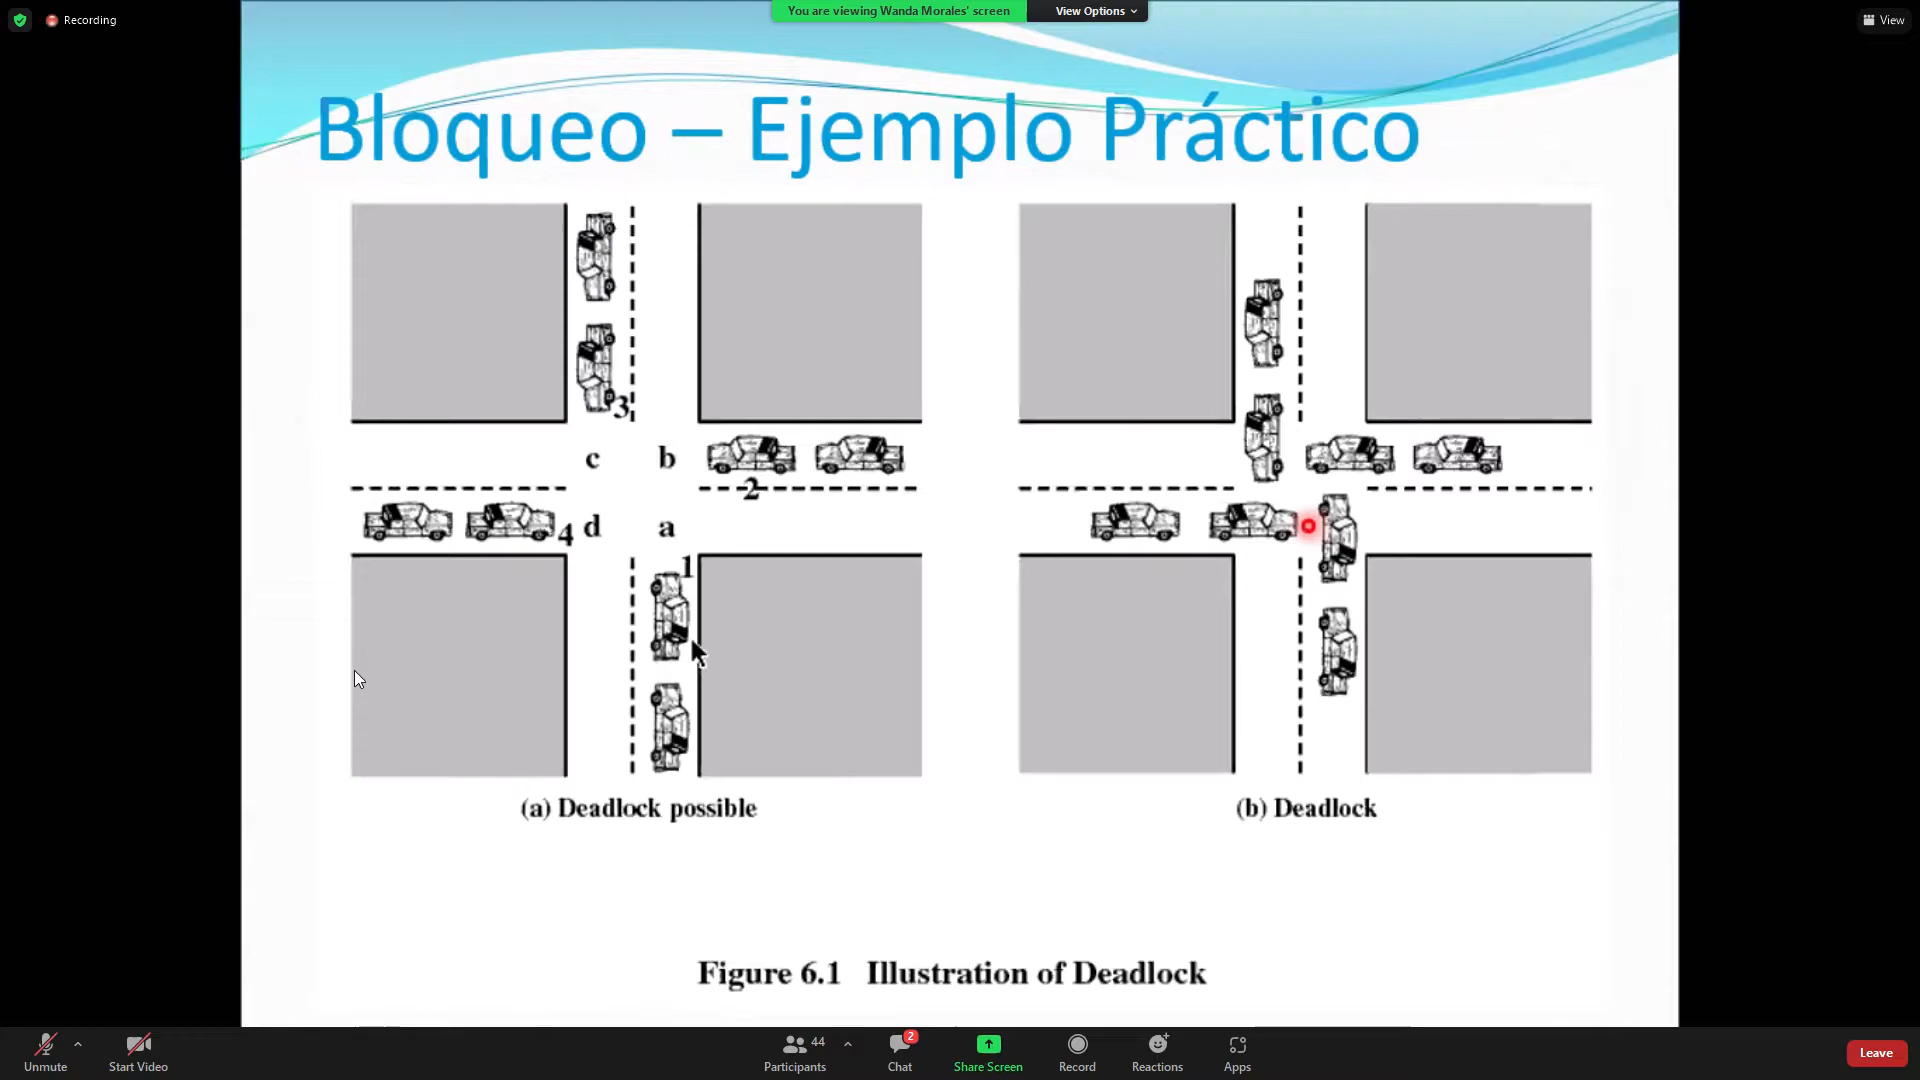 Recording
You are viewing Wanda Morales' screen
View Options
View
Bloqueo – Ejemplo Práctico
3
c b
2
4 d a
1
(a) Deadlock possible
(b) Deadlock
Figure 6.1 Illustration of Deadlock
Unmute
Start Video
44
Participants
2
Chat
Share Screen
Record
Reactions
Apps
Leave